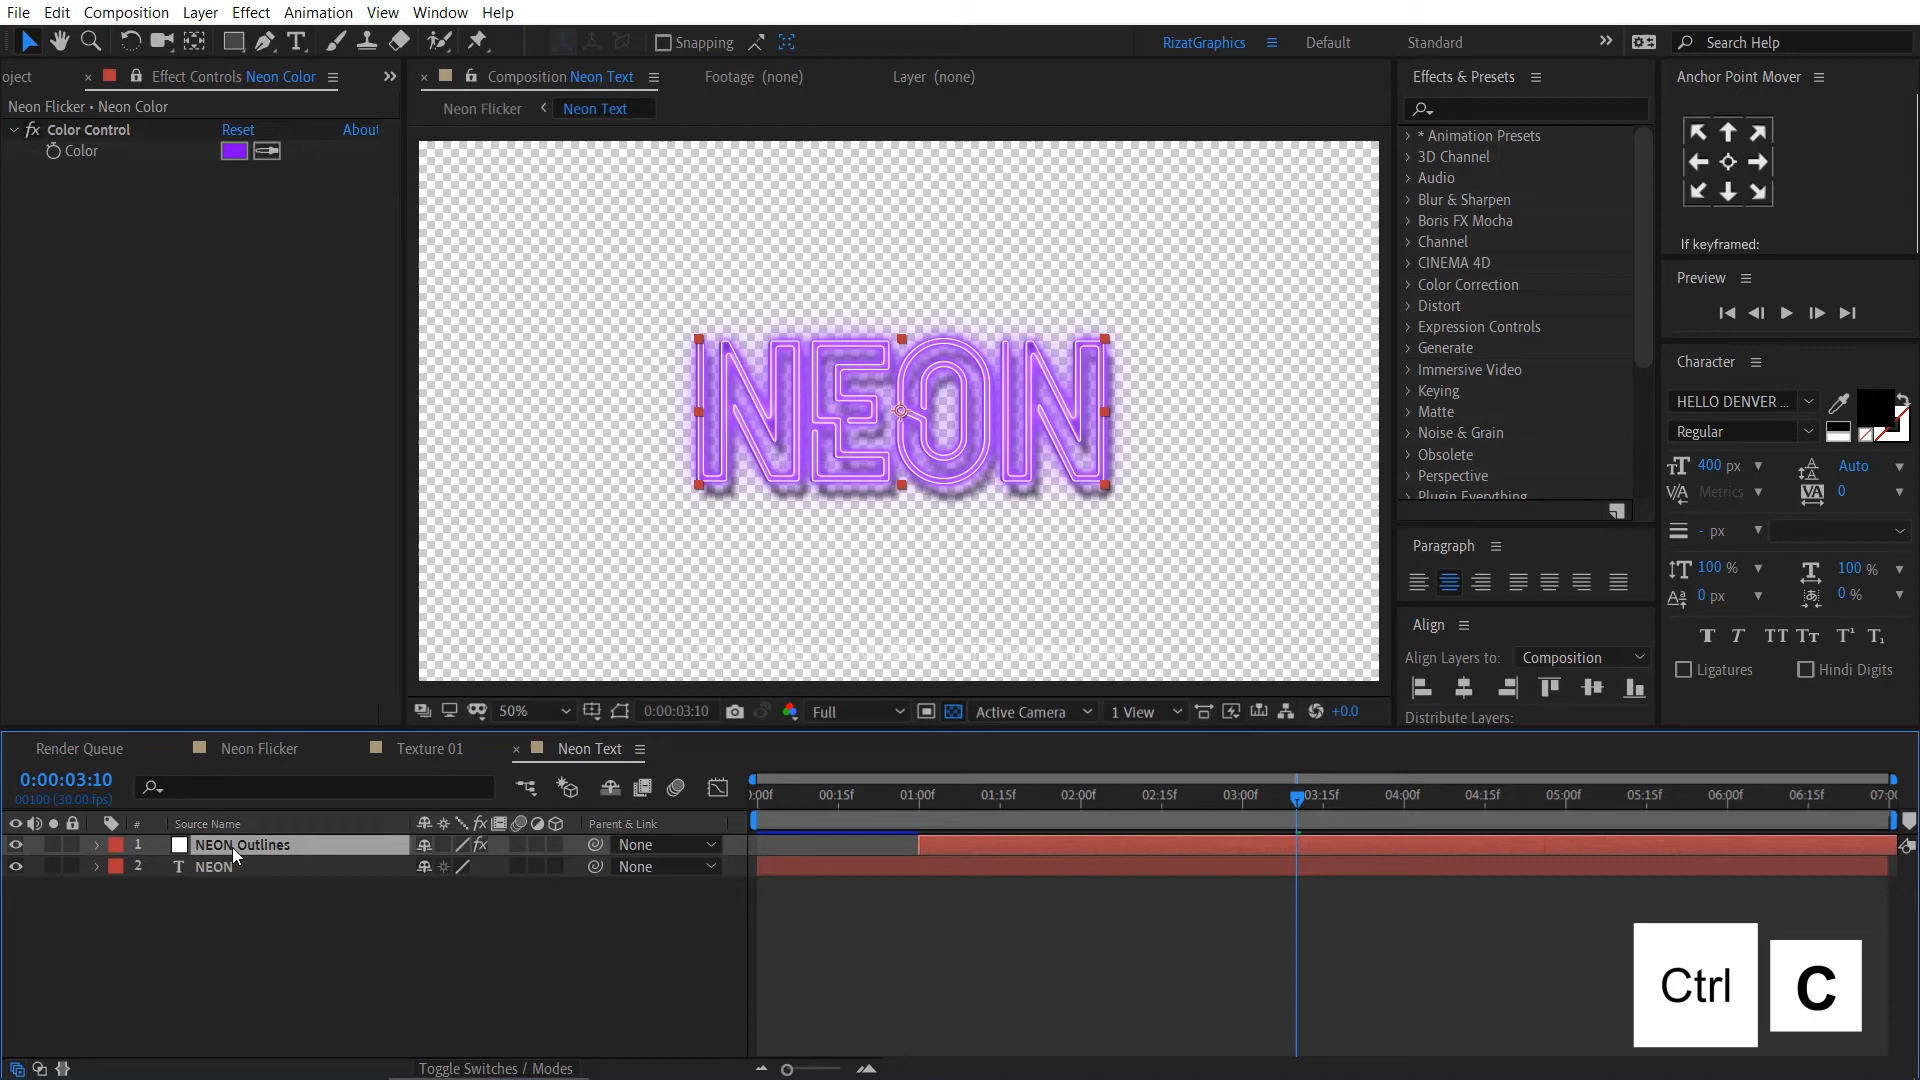 File Edit Composition Layer Effect Animation View Window Help
Snapping RizatGraphics Default Standard Search Help
oject Effect Controls Neon Color Composition Neon Text Footage (none) Layer (none) Effects & Presets Anchor Point Mover
Neon Flicker • Neon Color Neon Flicker Neon Text
fx Color Control Reset About
Color
* Animation Presets
3D Channel
Audio
Blur & Sharpen
Boris FX Mocha
Channel
CINEMA 4D
Color Correction
Distort
Expression Controls
Generate
Immersive Video
Keying
Matte
Noise & Grain
Obsolete
Perspective
Plugin Everything
If keyframed:
Preview
NEON
Character
HELLO DENVER ...
Regular
400 px Auto
Metrics 0
- px
100 % 100 %
0 px 0 %
T T TT Tt T¹ T₁
Ligatures Hindi Digits
Paragraph
Align
Align Layers to: Composition
Distribute Layers:
50% 0:00:03:10 Full Active Camera 1 View +0.0
Render Queue Neon Flicker Texture 01 Neon Text
0:00:03:10
00100 (30.00 fps)
):00f 00:15f 01:00f 01:15f 02:00f 02:15f 03:00f 03:15f 04:00f 04:15f 05:00f 05:15f 06:00f 06:15f 07:00
# Source Name fx Parent & Link
1 NEON Outlines fx None
2 T NEON None
Toggle Switches / Modes
Ctrl C